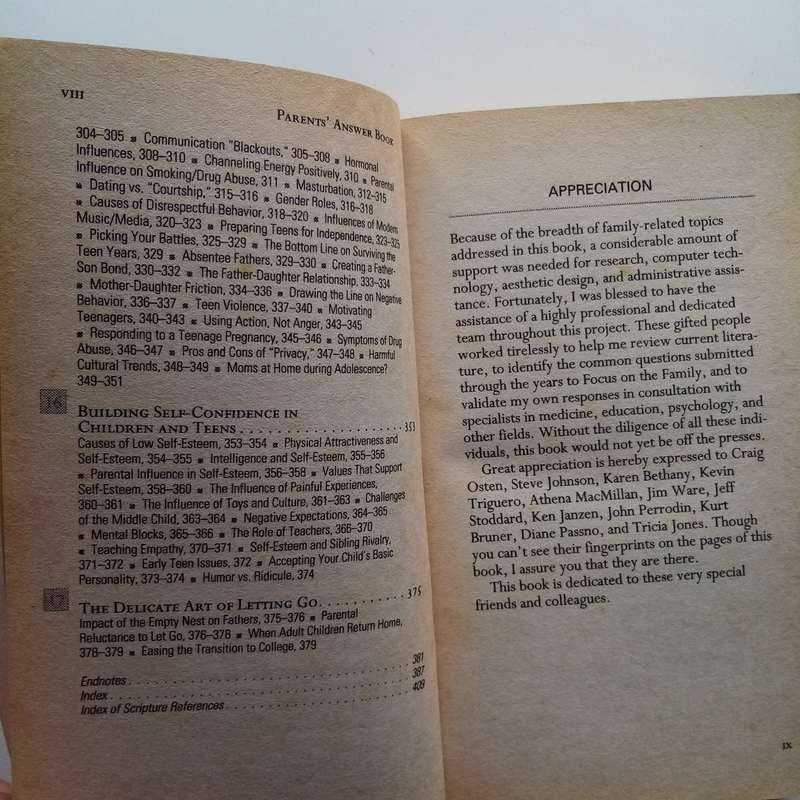 VIII
PARENTS' ANSWER BOOK
304–305 ■ Communication "Blackouts," 305–308 ■ Hormonal
Influences, 308–310 ■ Channeling Energy Positively, 310 ■ Parental
Influence on Smoking/Drug Abuse, 311 ■ Masturbation, 312–315
■ Dating vs. "Courtship," 315–316 ■ Gender Roles, 316–318
■ Causes of Disrespectful Behavior, 318–320 ■ Influences of Modern
Music/Media, 320–323 ■ Preparing Teens for Independence, 323–325
■ Picking Your Battles, 325–329 ■ The Bottom Line on Surviving the
Teen Years, 329 ■ Absentee Fathers, 329–330 ■ Creating a Father-
Son Bond, 330–332 ■ The Father-Daughter Relationship, 333–334
■ Mother-Daughter Friction, 334–336 ■ Drawing the Line on Negative
Behavior, 336–337 ■ Teen Violence, 337–340 ■ Motivating
Teenagers, 340–343 ■ Using Action, Not Anger, 343–345
■ Responding to a Teenage Pregnancy, 345–346 ■ Symptoms of Drug
Abuse, 346–347 ■ Pros and Cons of "Privacy," 347–348 ■ Harmful
Cultural Trends, 348–349 ■ Moms at Home during Adolescence?
349–351
16
BUILDING SELF-CONFIDENCE IN
CHILDREN AND TEENS . . . . . . . . . . . . . . . . . . . . 353
Causes of Low Self-Esteem, 353–354 ■ Physical Attractiveness and
Self-Esteem, 354–355 ■ Intelligence and Self-Esteem, 355–356
■ Parental Influence in Self-Esteem, 356–358 ■ Values That Support
Self-Esteem, 358–360 ■ The Influence of Painful Experiences,
360–361 ■ The Influence of Toys and Culture, 361–363 ■ Challenges
of the Middle Child, 363–364 ■ Negative Expectations, 364–365
■ Mental Blocks, 365–366 ■ The Role of Teachers, 366–370
■ Teaching Empathy, 370–371 ■ Self-Esteem and Sibling Rivalry,
371–372 ■ Early Teen Issues, 372 ■ Accepting Your Child's Basic
Personality, 373–374 ■ Humor vs. Ridicule, 374
17
THE DELICATE ART OF LETTING GO. . . . . . . . . . 375
Impact of the Empty Nest on Fathers, 375–376 ■ Parental
Reluctance to Let Go, 376–378 ■ When Adult Children Return Home,
378–379 ■ Easing the Transition to College, 379
Endnotes . . . . . . . . . . . . . . . . . . . . . . . . . . . . . . . . . . 381
Index . . . . . . . . . . . . . . . . . . . . . . . . . . . . . . . . . . . . . 387
Index of Scripture References . . . . . . . . . . . . . . . . . . . . . 409
APPRECIATION
Because of the breadth of family-related topics
addressed in this book, a considerable amount of
support was needed for research, computer tech-
nology, aesthetic design, and administrative assis-
tance. Fortunately, I was blessed to have the
assistance of a highly professional and dedicated
team throughout this project. These gifted people
worked tirelessly to help me review current litera-
ture, to identify the common questions submitted
through the years to Focus on the Family, and to
validate my own responses in consultation with
specialists in medicine, education, psychology, and
other fields. Without the diligence of all these indi-
viduals, this book would not yet be off the presses.
Great appreciation is hereby expressed to Craig
Osten, Steve Johnson, Karen Bethany, Kevin
Triguero, Athena MacMillan, Jim Ware, Jeff
Stoddard, Ken Janzen, John Perrodin, Kurt
Bruner, Diane Passno, and Tricia Jones. Though
you can't see their fingerprints on the pages of this
book, I assure you that they are there.
This book is dedicated to these very special
friends and colleagues.
IX